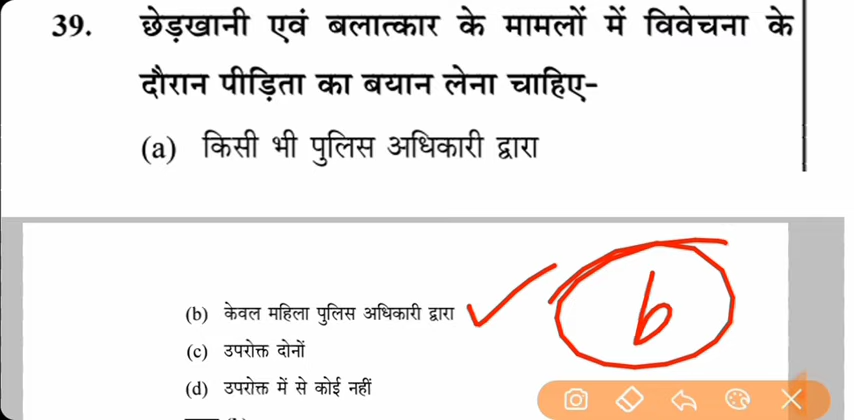 39. छेड़खानी एवं बलात्कार के मामलों में विवेचना के
दौरान पीड़िता का बयान लेना चाहिए-
(a) किसी भी पुलिस अधिकारी द्वारा
(b) केवल महिला पुलिस अधिकारी द्वारा
b
(c) उपरोक्त दोनों
(d) उपरोक्त में से कोई नहीं